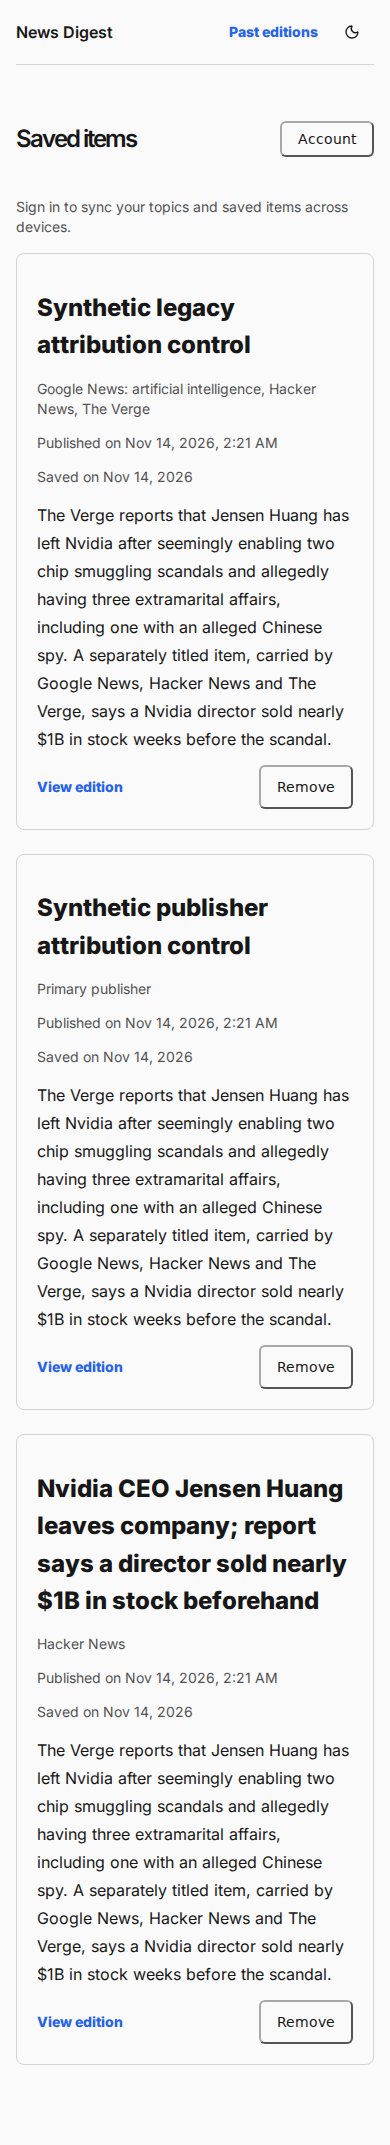 News Digest
Past editions
Saved items
Account
Sign in to sync your topics and saved items across
devices.
Synthetic legacy
attribution control
Google News: artificial intelligence, Hacker
News, The Verge
Published on Nov 14, 2026, 2:21 AM
Saved on Nov 14, 2026
The Verge reports that Jensen Huang has
left Nvidia after seemingly enabling two
chip smuggling scandals and allegedly
having three extramarital affairs,
including one with an alleged Chinese
spy. A separately titled item, carried by
Google News, Hacker News and The
Verge, says a Nvidia director sold nearly
$1B in stock weeks before the scandal.
View edition
Remove
Synthetic publisher
attribution control
Primary publisher
Published on Nov 14, 2026, 2:21 AM
Saved on Nov 14, 2026
The Verge reports that Jensen Huang has
left Nvidia after seemingly enabling two
chip smuggling scandals and allegedly
having three extramarital affairs,
including one with an alleged Chinese
spy. A separately titled item, carried by
Google News, Hacker News and The
Verge, says a Nvidia director sold nearly
$1B in stock weeks before the scandal.
View edition
Remove
Nvidia CEO Jensen Huang
leaves company; report
says a director sold nearly
$1B in stock beforehand
Hacker News
Published on Nov 14, 2026, 2:21 AM
Saved on Nov 14, 2026
The Verge reports that Jensen Huang has
left Nvidia after seemingly enabling two
chip smuggling scandals and allegedly
having three extramarital affairs,
including one with an alleged Chinese
spy. A separately titled item, carried by
Google News, Hacker News and The
Verge, says a Nvidia director sold nearly
$1B in stock weeks before the scandal.
View edition
Remove